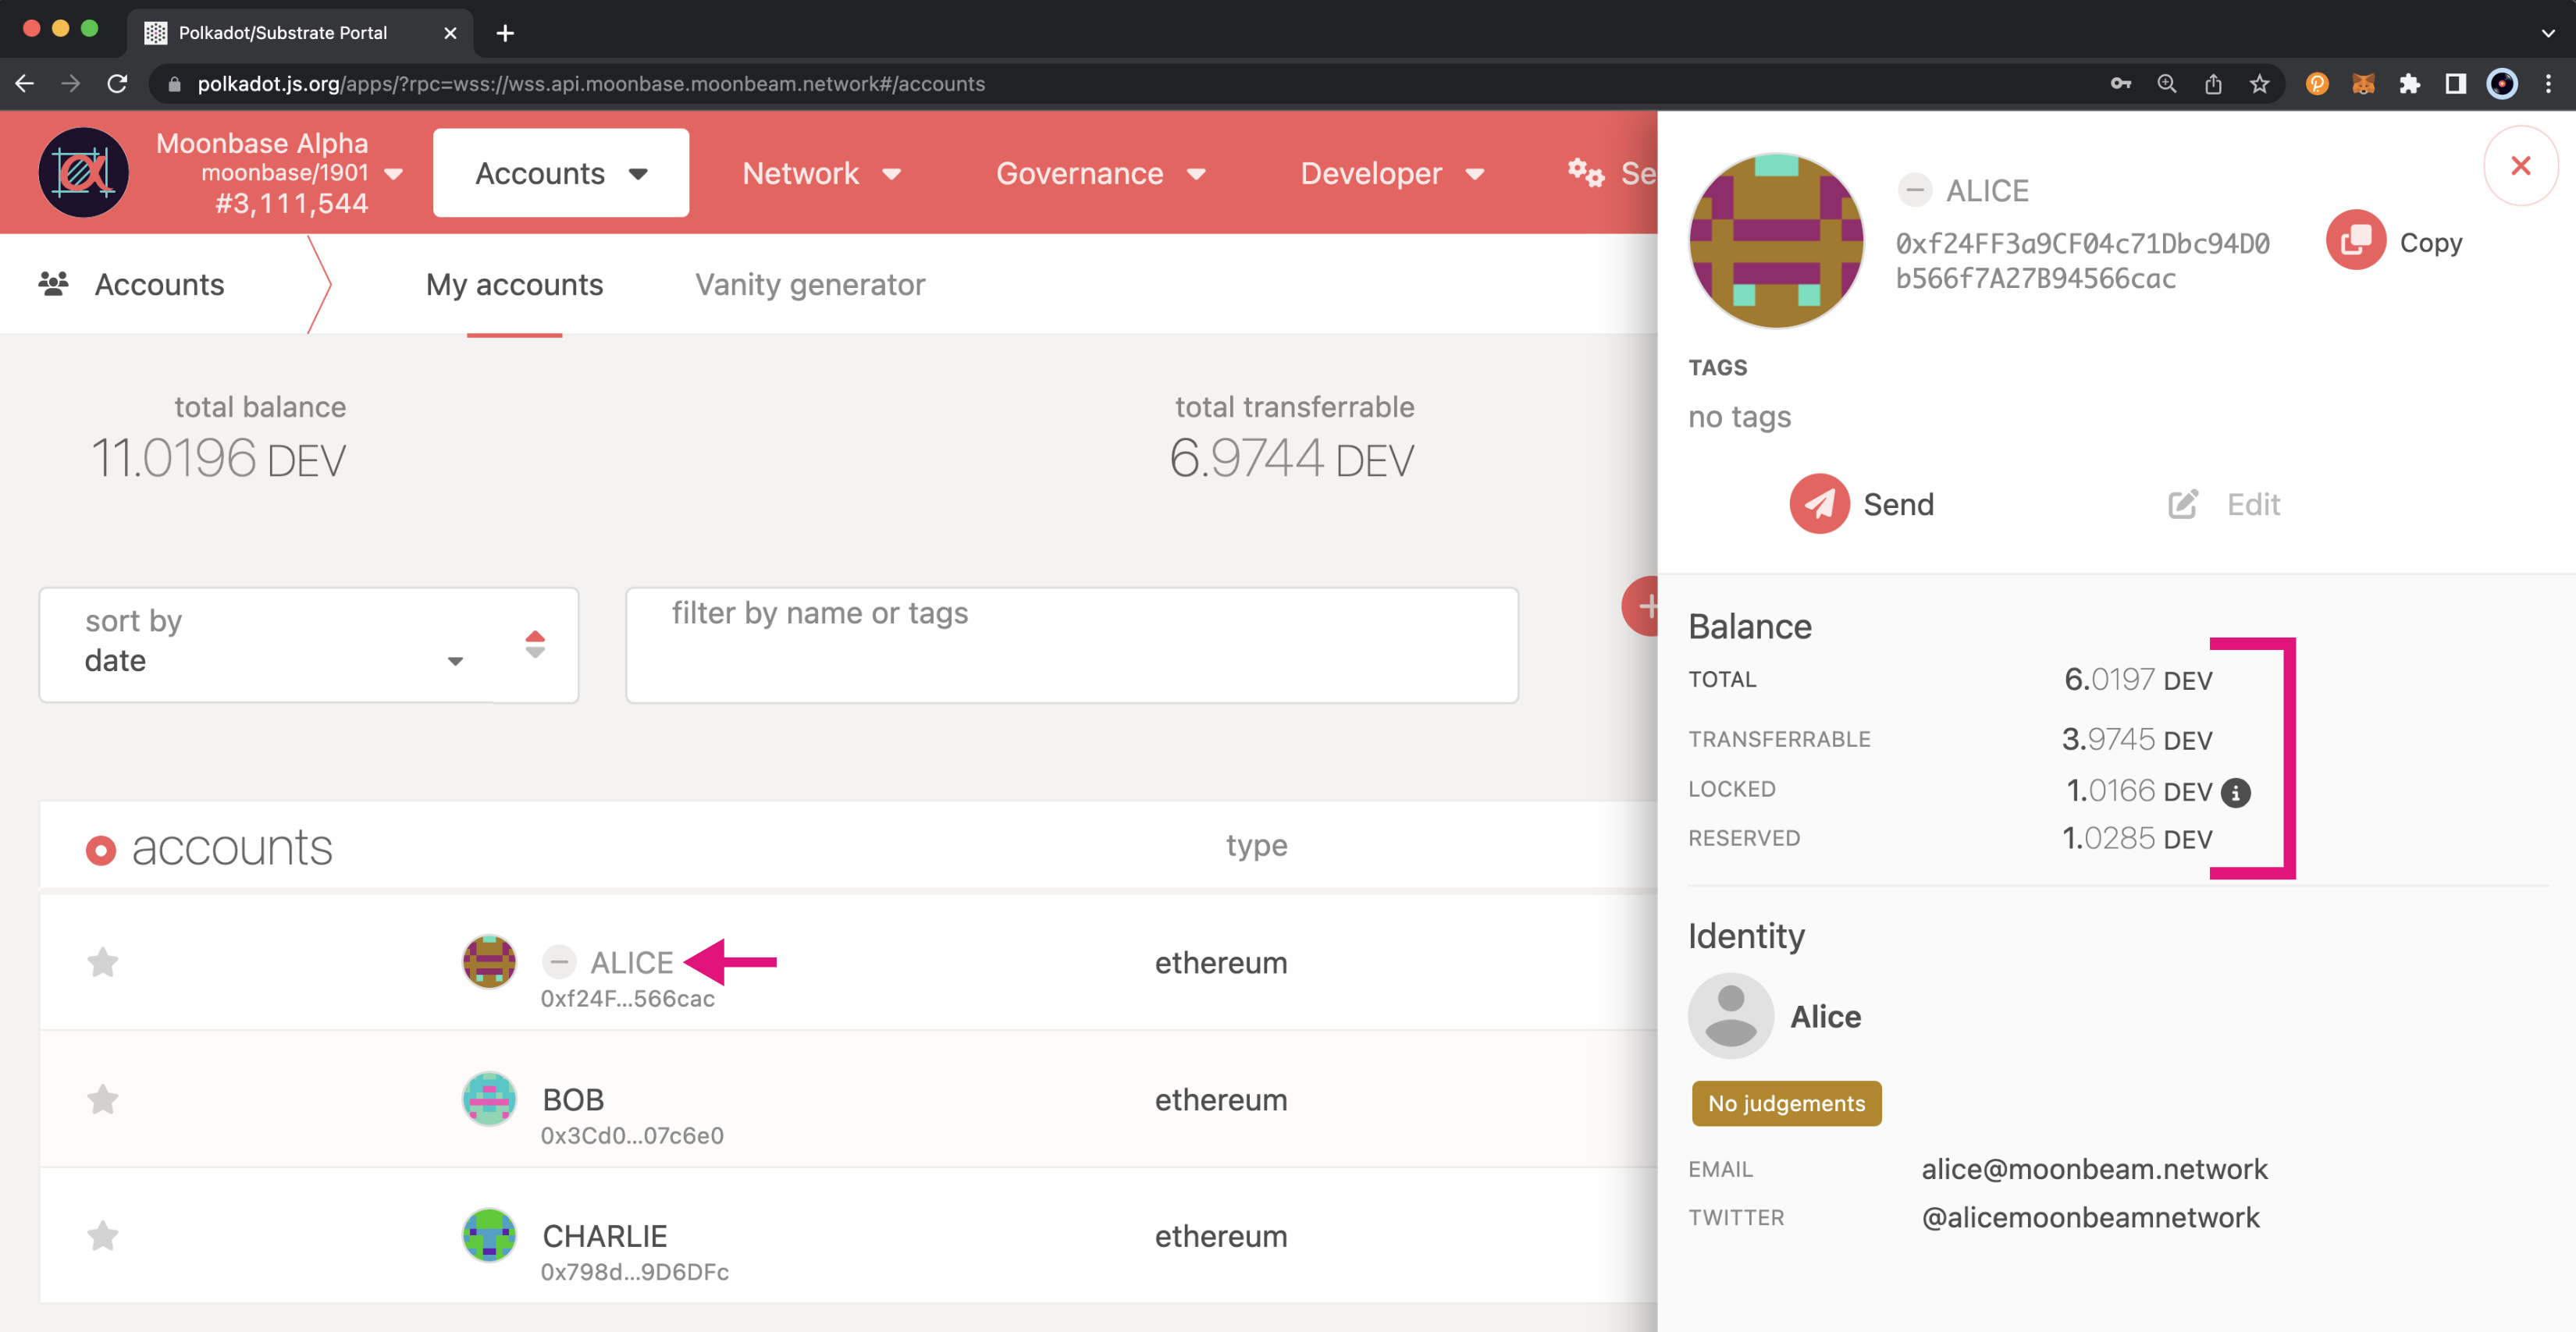 Polkadot/Substrate Portal
polkadot.js.org/apps/?rpc=wss://wss.api.moonbase.moonbeam.network#/accounts
Moonbase Alpha
moonbase/1901
#3,111,544
Accounts
Network
Governance
Developer
Se
Accounts
My accounts
Vanity generator
total balance
11.0196 DEV
total transferrable
6.9744 DEV
sort by
date
filter by name or tags
accounts
type
ALICE
0xf24F...566cac
ethereum
BOB
0x3Cd0...07c6e0
ethereum
CHARLIE
0x798d...9D6DFc
ethereum
ALICE
0xf24FF3a9CF04c71Dbc94D0
b566f7A27B94566cac
Copy
TAGS
no tags
Send
Edit
Balance
TOTAL 6.0197 DEV
TRANSFERRABLE 3.9745 DEV
LOCKED 1.0166 DEV
RESERVED 1.0285 DEV
Identity
Alice
No judgements
EMAIL alice@moonbeam.network
TWITTER @alicemoonbeamnetwork